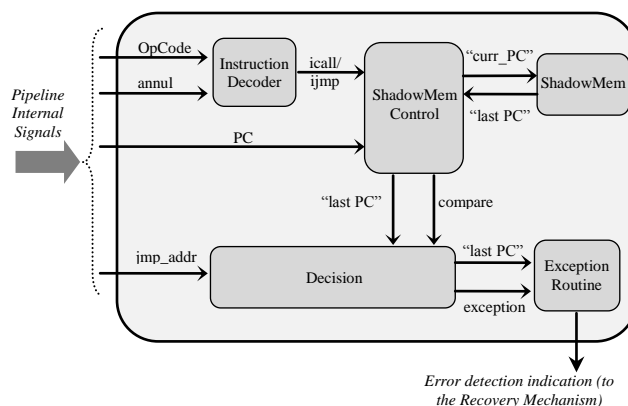 OpCode
annul
Instruction
Decoder
icall/
ijmp
ShadowMem
Control
“curr_PC”
“last PC”
ShadowMem
Pipeline
Internal
Signals
PC
“last PC”
compare
jmp_addr
Decision
“last PC”
exception
Exception
Routine
Error detection indication (to
the Recovery Mechanism)